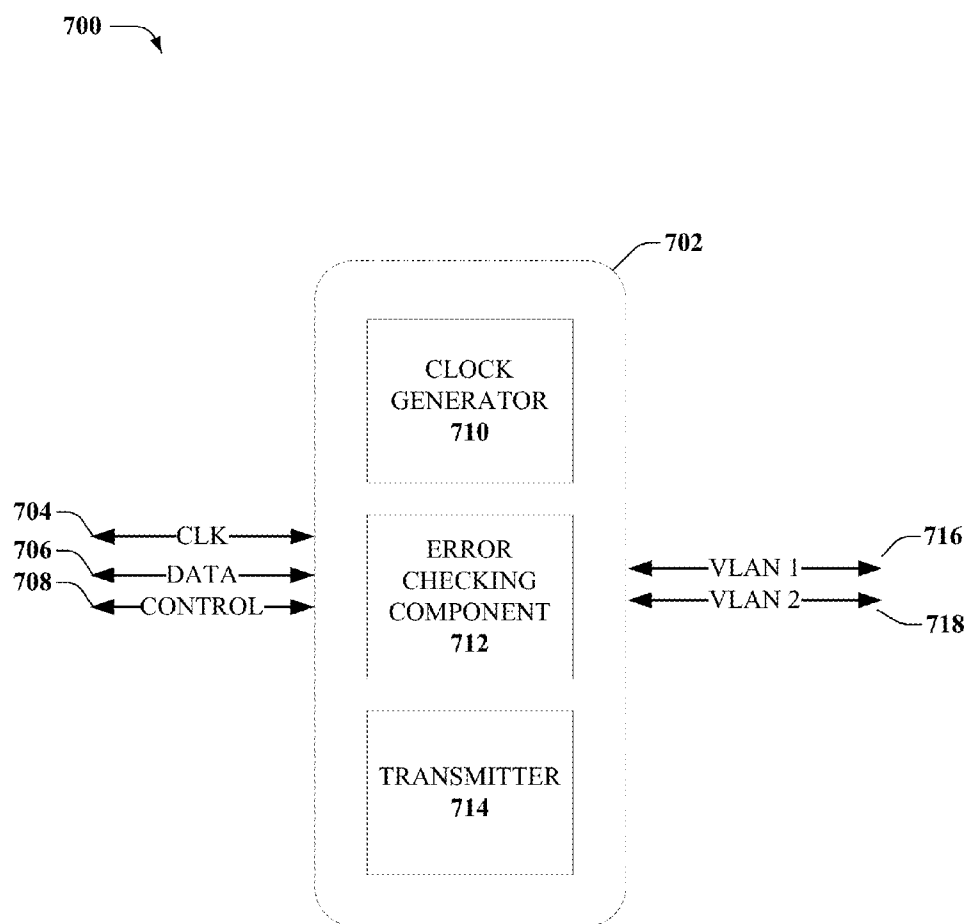 700
702
CLOCK
GENERATOR
710
704
CLK
706
DATA
708
CONTROL
ERROR
CHECKING
COMPONENT
712
716
VLAN 1
VLAN 2
718
TRANSMITTER
714